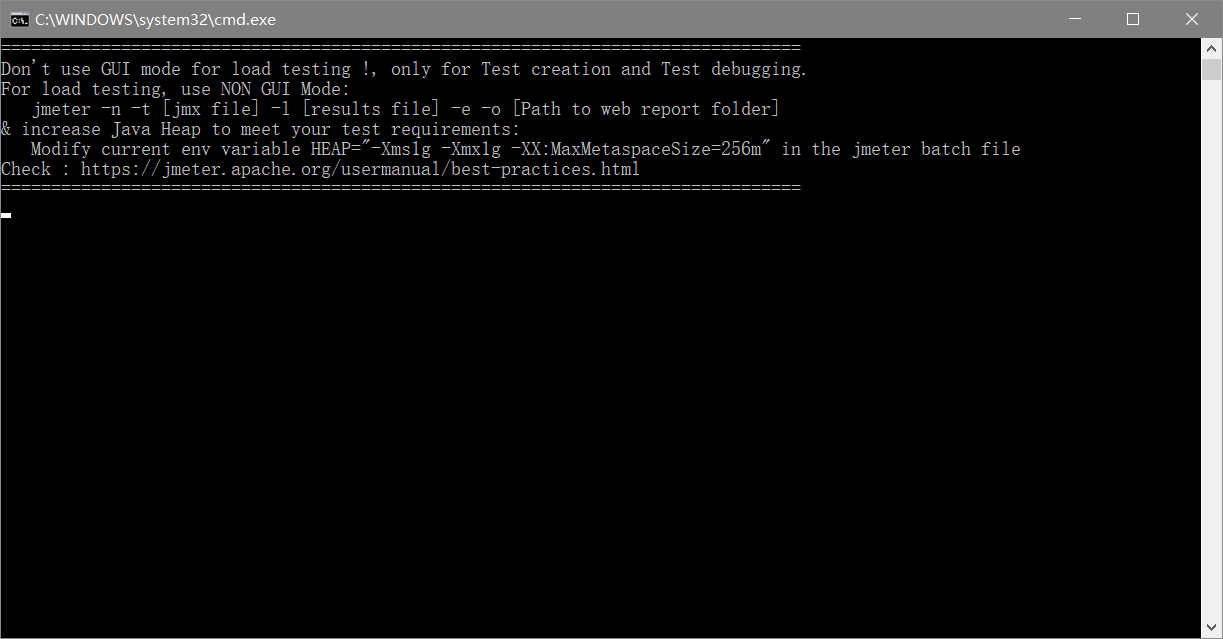 C:\WINDOWS\system32\cmd.exe
================================================================================
Don't use GUI mode for load testing !, only for Test creation and Test debugging.
For load testing, use NON GUI Mode:
   jmeter -n -t [jmx file] -l [results file] -e -o [Path to web report folder]
& increase Java Heap to meet your test requirements:
   Modify current env variable HEAP="-Xms1g -Xmx1g -XX:MaxMetaspaceSize=256m" in the jmeter batch file
Check : https://jmeter.apache.org/usermanual/best-practices.html
================================================================================